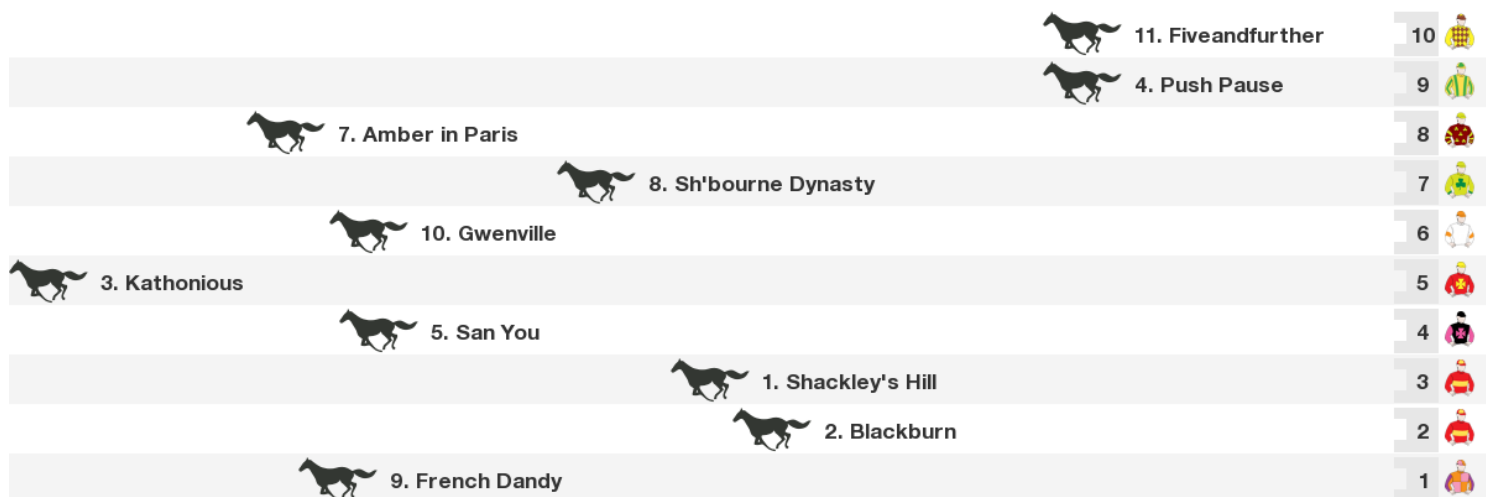 11. Fiveandfurther 10
4. Push Pause 9
7. Amber in Paris 8
8. Sh'bourne Dynasty 7
10. Gwenville 6
3. Kathonious 5
5. San You 4
1. Shackley's Hill 3
2. Blackburn 2
9. French Dandy 1